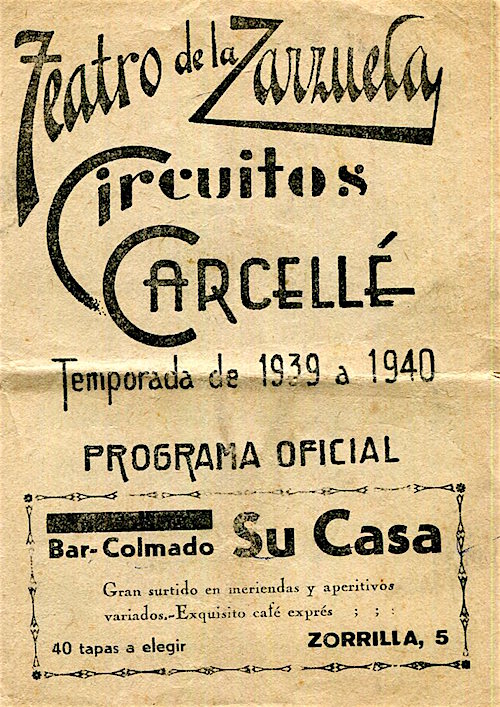 Teatro de la Zarzuela
Circuitos
CARCELLÉ
Temporada de 1939 a 1940
PROGRAMA OFICIAL
Bar-Colmado Su Casa
Gran surtido en meriendas y aperitivos
variados.-Exquisito café exprés ; ; :
40 tapas a elegir ZORRILLA, 5